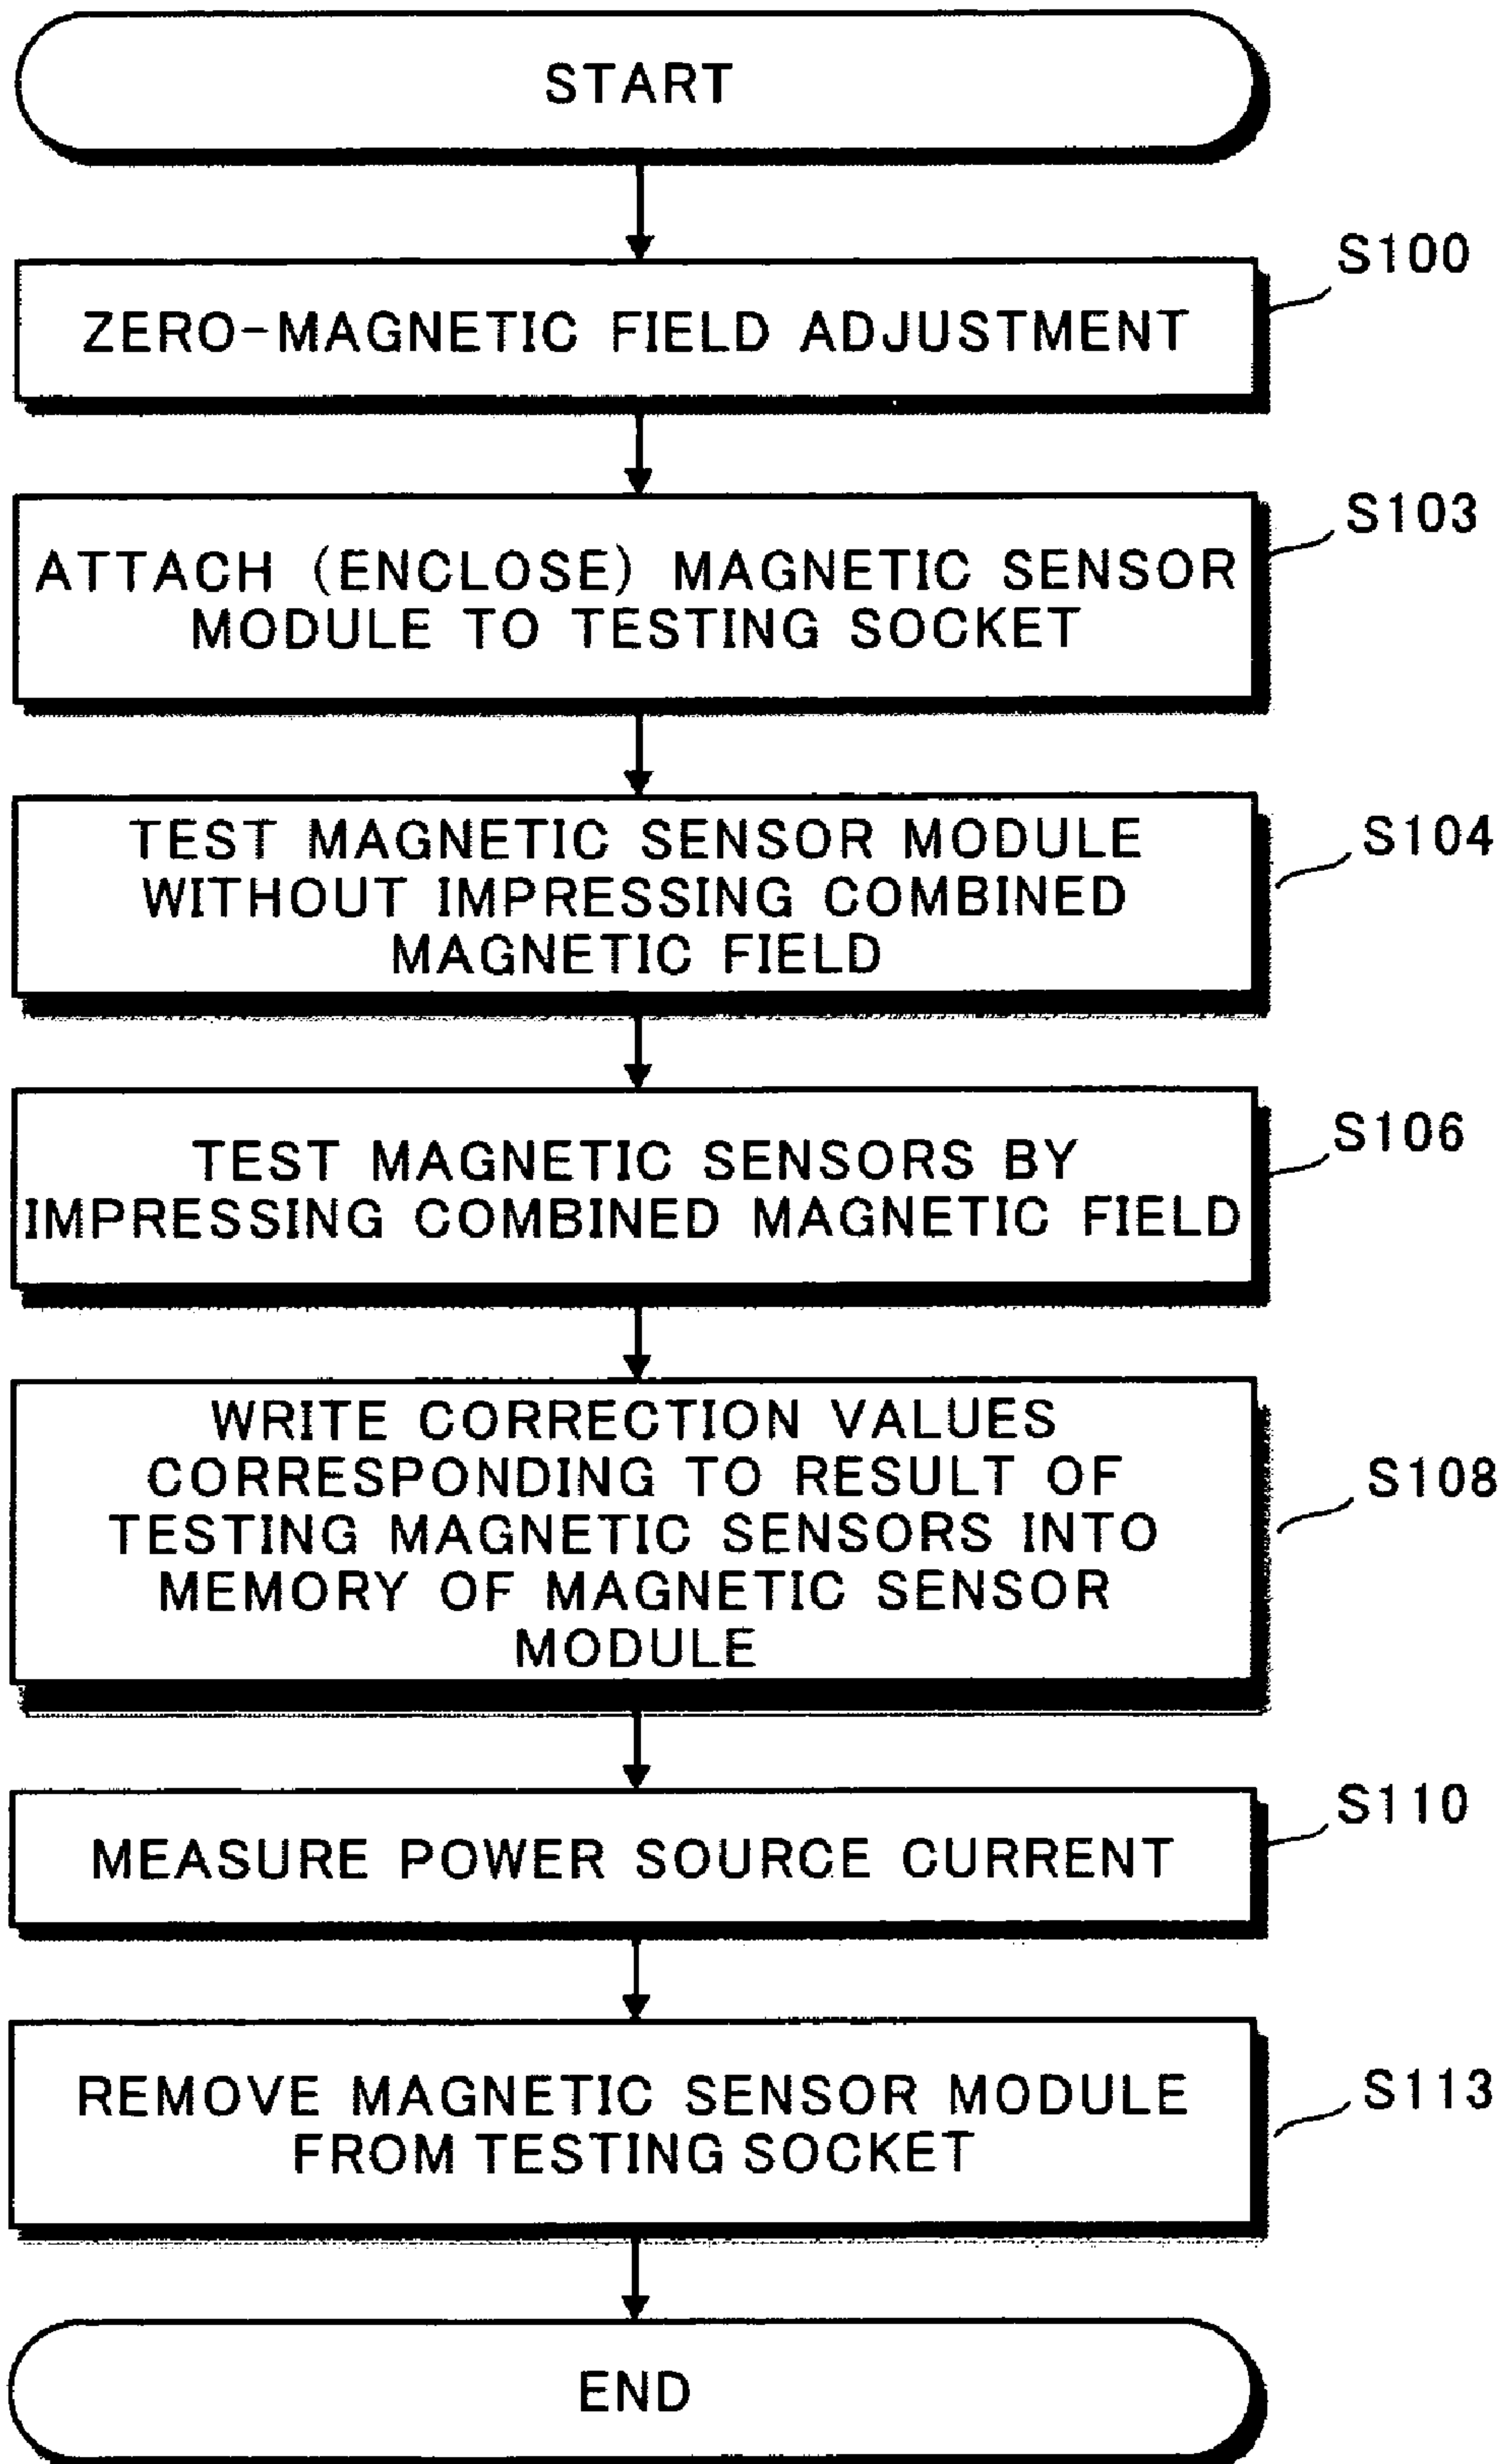 START
S100
ZERO-MAGNETIC FIELD ADJUSTMENT
S103
ATTACH (ENCLOSE) MAGNETIC SENSOR
MODULE TO TESTING SOCKET
S104
TEST MAGNETIC SENSOR MODULE
WITHOUT IMPRESSING COMBINED
MAGNETIC FIELD
S106
TEST MAGNETIC SENSORS BY
IMPRESSING COMBINED MAGNETIC FIELD
S108
WRITE CORRECTION VALUES
CORRESPONDING TO RESULT OF
TESTING MAGNETIC SENSORS INTO
MEMORY OF MAGNETIC SENSOR
MODULE
S110
MEASURE POWER SOURCE CURRENT
S113
REMOVE MAGNETIC SENSOR MODULE
FROM TESTING SOCKET
END